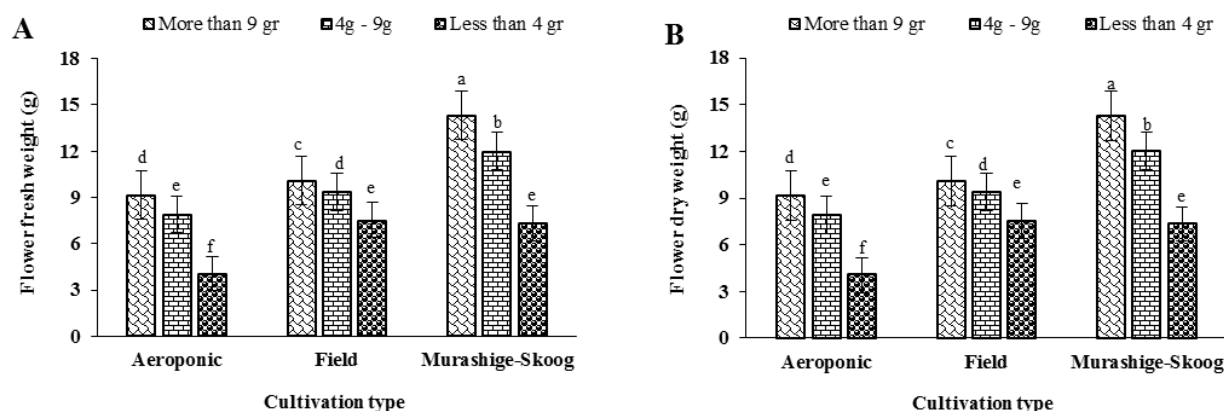 A
More than 9 gr 4g - 9g Less than 4 gr
Flower fresh weight (g)
18
15
12
9
6
3
0
d e f c d e a b e
Aeroponic Field Murashige-Skoog
Cultivation type
B
More than 9 gr 4g - 9g Less than 4 gr
Flower dry weight (g)
18
15
12
9
6
3
0
d e f c d e a b e
Aeroponic Field Murashige-Skoog
Cultivation type